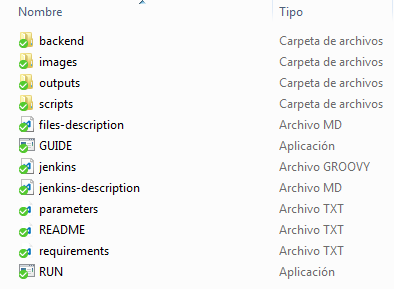 Nombre Tipo
backend Carpeta de archivos
images Carpeta de archivos
outputs Carpeta de archivos
scripts Carpeta de archivos
files-description Archivo MD
GUIDE Aplicación
jenkins Archivo GROOVY
jenkins-description Archivo MD
parameters Archivo TXT
README Archivo TXT
requirements Archivo TXT
RUN Aplicación